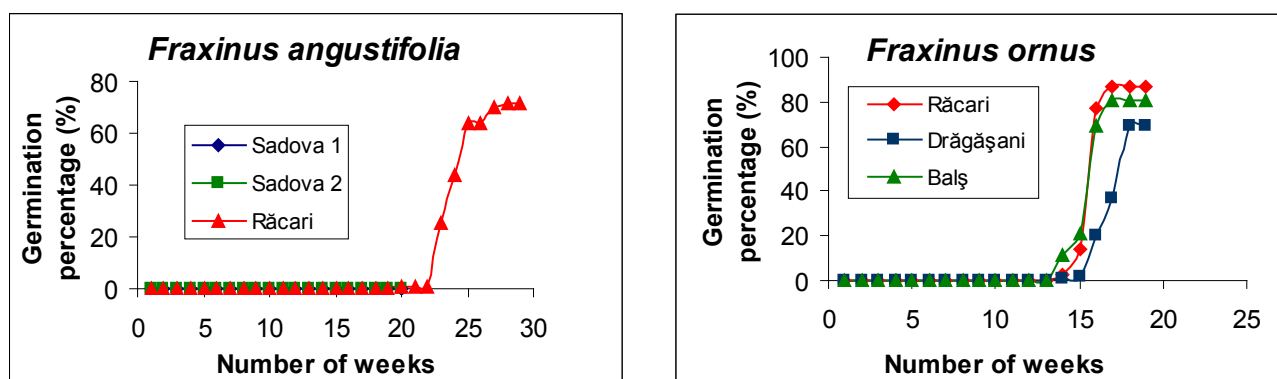 Fraxinus angustifolia
Germination
percentage (%)
80
60
40
20
0
Sadova 1
Sadova 2
Răcari
0 5 10 15 20 25 30
Number of weeks
Fraxinus ornus
Germination
percentage (%)
100
80
60
40
20
0
Răcari
Drăgăşani
Balş
0 5 10 15 20 25
Number of weeks